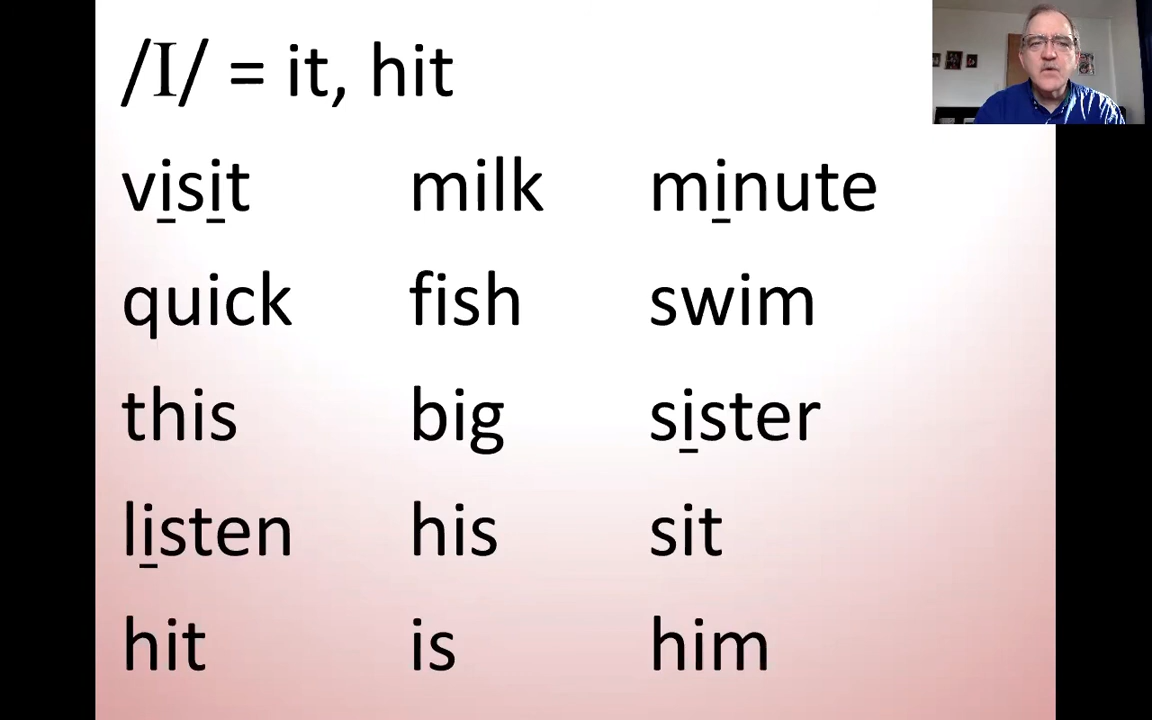 /I/ = it, hit
visit milk minute
quick fish swim
this big sister
listen his sit
hit is him